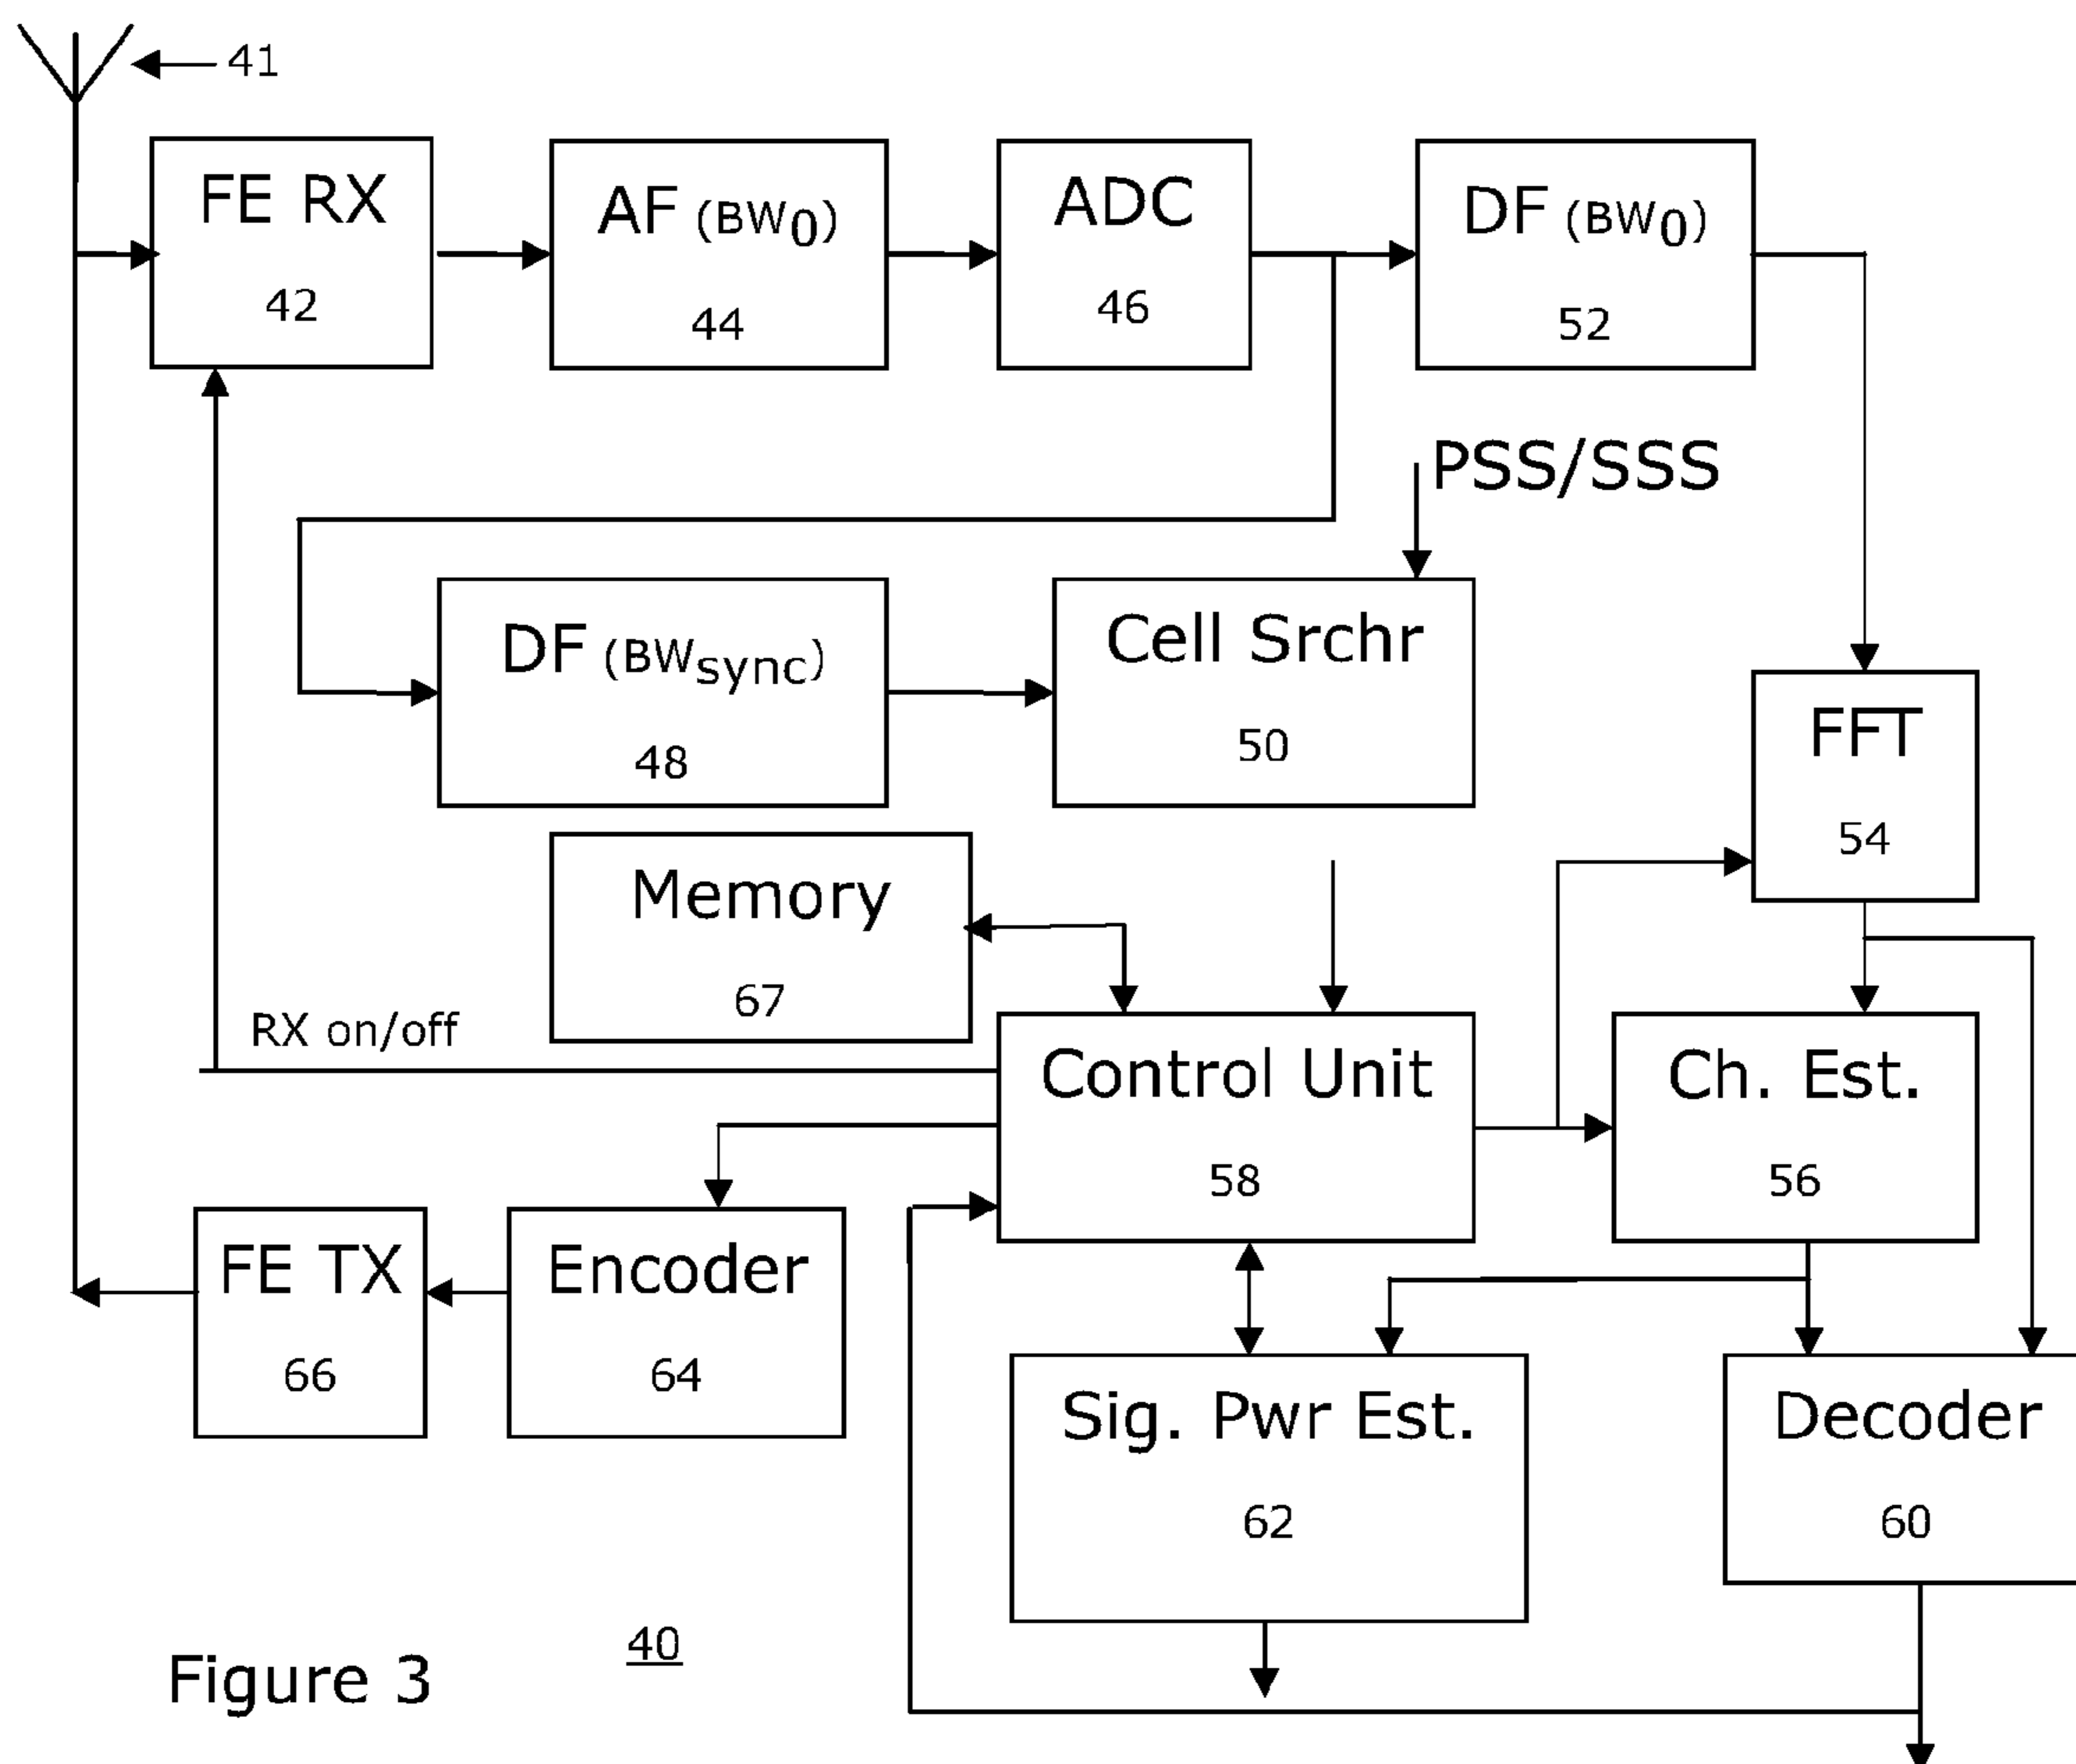 41
FE RX
42
AF (BW0)
44
ADC
46
DF (BW0)
52
PSS/SSS
DF (BWsync)
48
Cell Srchr
50
FFT
54
Memory
67
RX on/off
Control Unit
58
Ch. Est.
56
FE TX
66
Encoder
64
Sig. Pwr Est.
62
Decoder
60
Figure 3
40